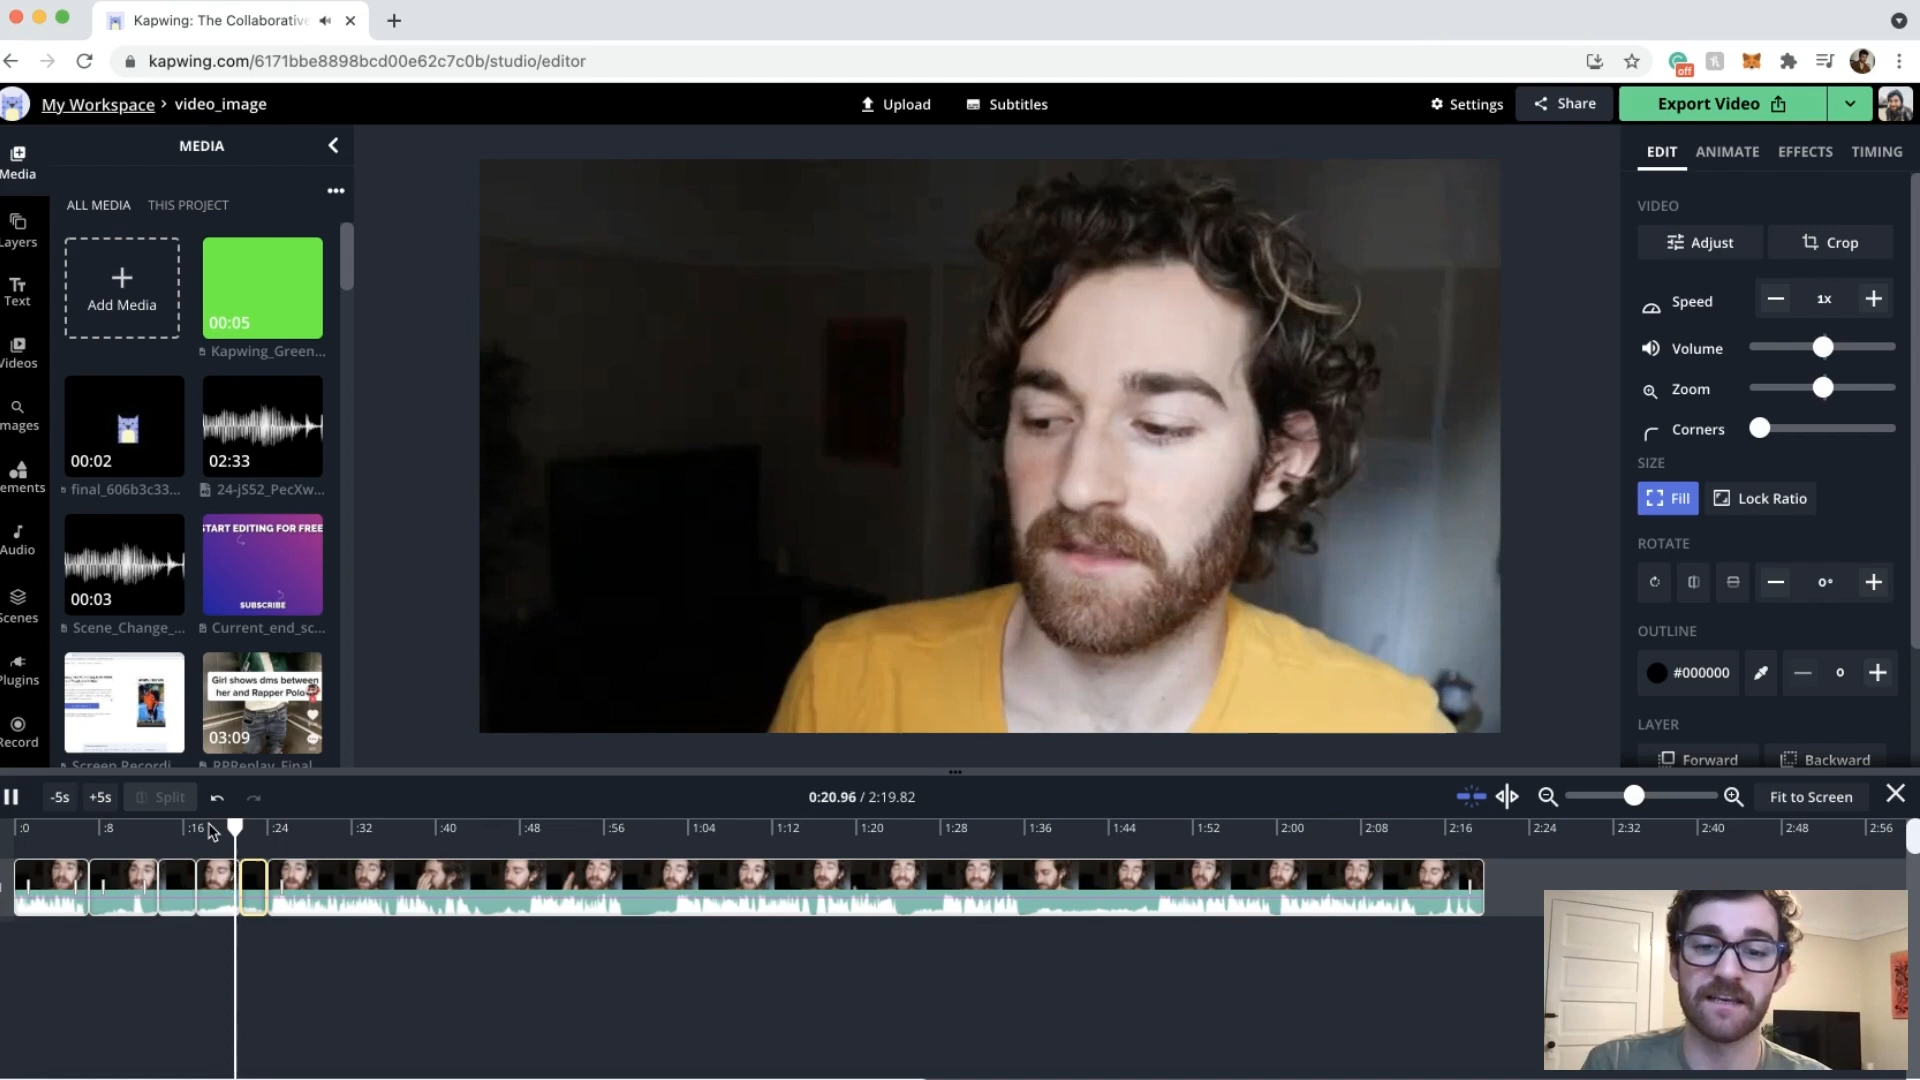 Kapwing: The Collaborative
kapwing.com/6171bbe8898bcd00e62c7c0b/studio/editor
off
My Workspace › video_image
Upload
Subtitles
Settings
Share
Export Video
Media
Layers
Text
Videos
mages
ements
Audio
Scenes
Plugins
Record
MEDIA
ALL MEDIA
THIS PROJECT
Add Media
00:05
Kapwing_Green...
00:02
final_606b3c33...
02:33
24-jS52_PecXw...
00:03
Scene_Change_...
START EDITING FOR FREE
SUBSCRIBE
Current_end_sc...
Screen Recordi
Girl shows dms between
her and Rapper Polo
03:09
RPReplay_Final
EDIT
ANIMATE
EFFECTS
TIMING
VIDEO
Adjust
Crop
Speed
1x
Volume
Zoom
Corners
SIZE
Fill
Lock Ratio
ROTATE
0°
OUTLINE
#000000
0
LAYER
Forward
Backward
-5s
+5s
Split
0:20.96 / 2:19.82
Fit to Screen
:0 :8 :16 :24 :32 :40 :48 :56 1:04 1:12 1:20 1:28 1:36 1:44 1:52 2:00 2:08 2:16 2:24 2:32 2:40 2:48 2:56